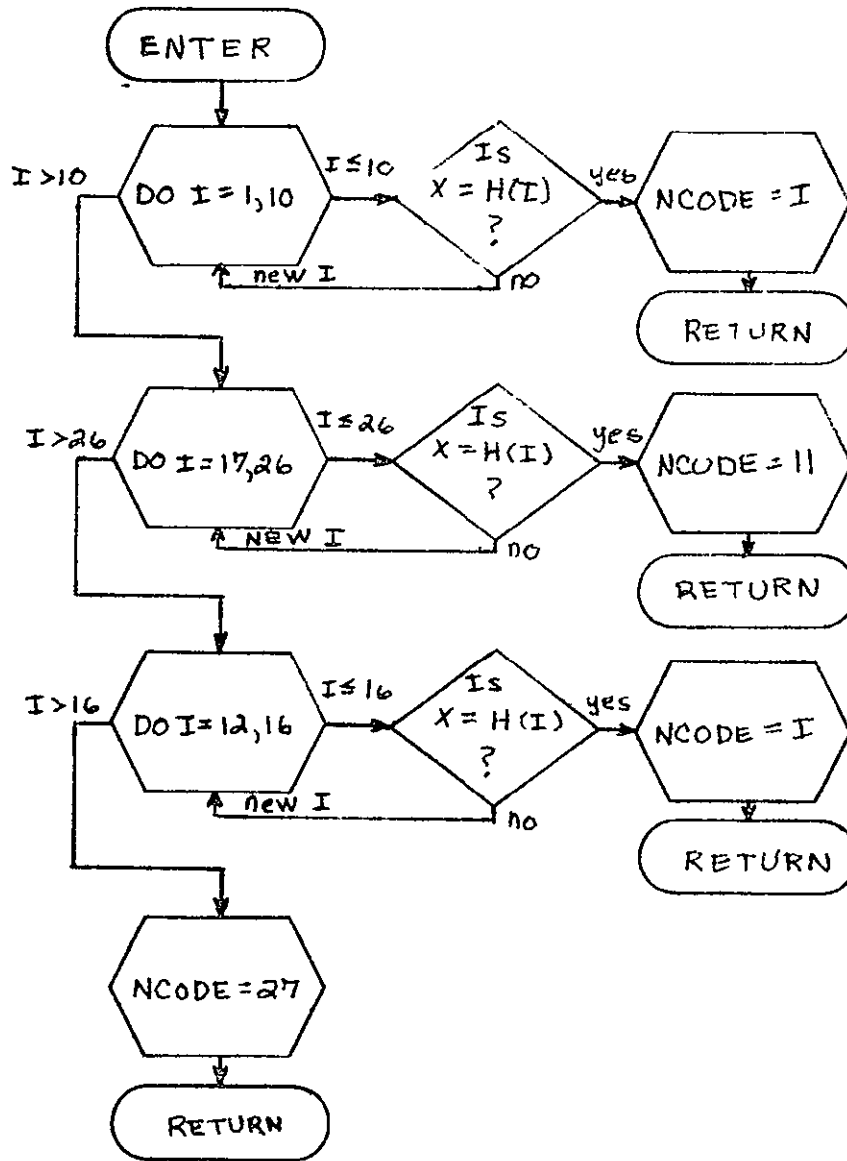 ENTER
I>10
DO I=1,10
I≤10
Is
X=H(I)
?
yes
NCODE=I
new I
no
RETURN
I>26
DO I=17,26
I≤26
Is
X=H(I)
?
yes
NCODE=11
NEW I
no
RETURN
I>16
DO I=12,16
I≤16
Is
X=H(I)
?
yes
NCODE=I
new I
no
RETURN
NCODE=27
RETURN